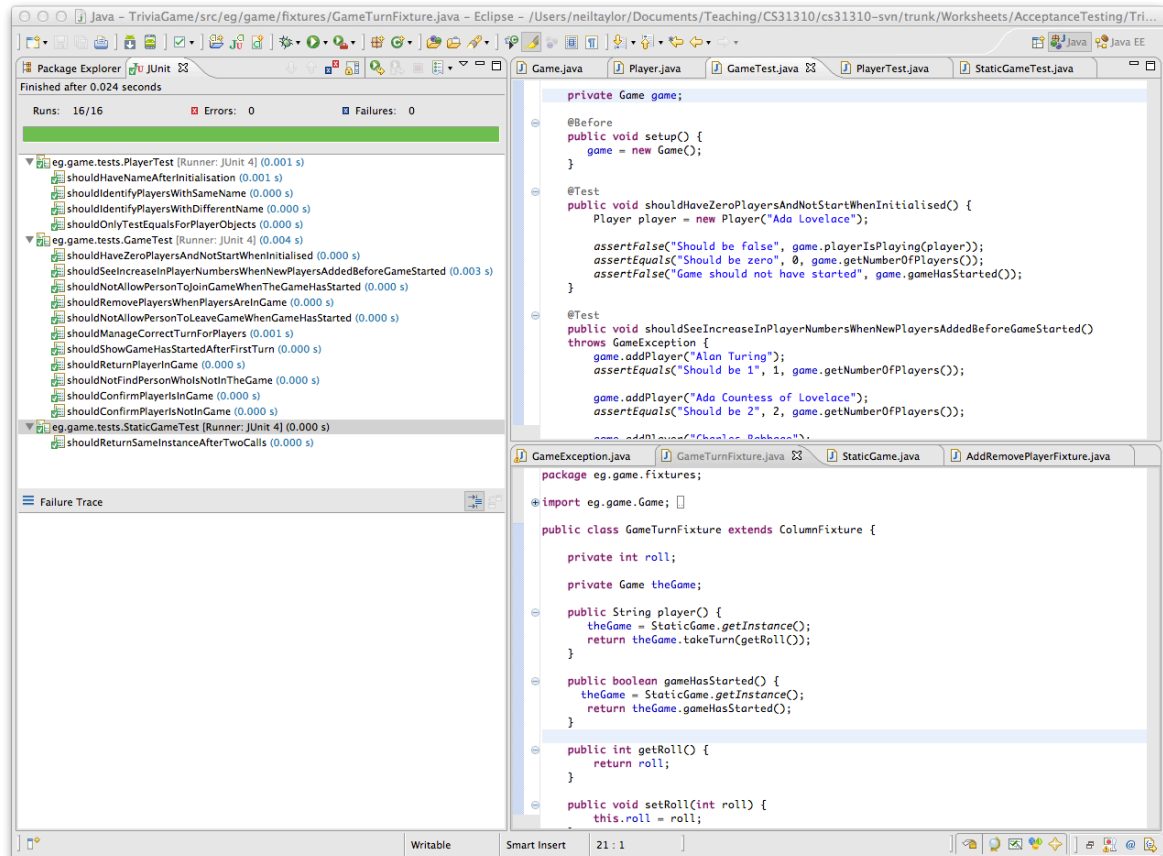 Java – TriviaGame/src/eg/game/fixtures/GameTurnFixture.java – Eclipse – /Users/neiltaylor/Documents/Teaching/CS31310/cs31310-svn/trunk/Worksheets/AcceptanceTesting/Tri...
Java Java EE
Package Explorer JUnit
Finished after 0.024 seconds
Runs: 16/16 Errors: 0 Failures: 0
eg.game.tests.PlayerTest [Runner: JUnit 4] (0.001 s)
shouldHaveNameAfterInitialisation (0.001 s)
shouldIdentifyPlayersWithSameName (0.000 s)
shouldIdentifyPlayersWithDifferentName (0.000 s)
shouldOnlyTestEqualsForPlayerObjects (0.000 s)
eg.game.tests.GameTest [Runner: JUnit 4] (0.004 s)
shouldHaveZeroPlayersAndNotStartWhenInitialised (0.000 s)
shouldSeeIncreaseInPlayerNumbersWhenNewPlayersAddedBeforeGameStarted (0.003 s)
shouldNotAllowPersonToJoinGameWhenTheGameHasStarted (0.000 s)
shouldRemovePlayersWhenPlayersAreInGame (0.000 s)
shouldNotAllowPersonToLeaveGameWhenGameHasStarted (0.000 s)
shouldManageCorrectTurnForPlayers (0.001 s)
shouldShowGameHasStartedAfterFirstTurn (0.000 s)
shouldReturnPlayerInGame (0.000 s)
shouldNotFindPersonWhoIsNotInTheGame (0.000 s)
shouldConfirmPlayerIsInGame (0.000 s)
shouldConfirmPlayerIsNotInGame (0.000 s)
eg.game.tests.StaticGameTest [Runner: JUnit 4] (0.000 s)
shouldReturnSameInstanceAfterTwoCalls (0.000 s)
Failure Trace
Game.java Player.java GameTest.java PlayerTest.java StaticGameTest.java
private Game game;
@Before
public void setup() {
game = new Game();
}
@Test
public void shouldHaveZeroPlayersAndNotStartWhenInitialised() {
Player player = new Player("Ada Lovelace");
assertFalse("Should be false", game.playerIsPlaying(player));
assertEquals("Should be zero", 0, game.getNumberOfPlayers());
assertFalse("Game should not have started", game.gameHasStarted());
}
@Test
public void shouldSeeIncreaseInPlayerNumbersWhenNewPlayersAddedBeforeGameStarted()
throws GameException {
game.addPlayer("Alan Turing");
assertEquals("Should be 1", 1, game.getNumberOfPlayers());
game.addPlayer("Ada Countess of Lovelace");
assertEquals("Should be 2", 2, game.getNumberOfPlayers());
game.addPlayer("Charles Babbage");
GameException.java GameTurnFixture.java StaticGame.java AddRemovePlayerFixture.java
package eg.game.fixtures;
import eg.game.Game;
public class GameTurnFixture extends ColumnFixture {
private int roll;
private Game theGame;
public String player() {
theGame = StaticGame.getInstance();
return theGame.takeTurn(getRoll());
}
public boolean gameHasStarted() {
theGame = StaticGame.getInstance();
return theGame.gameHasStarted();
}
public int getRoll() {
return roll;
}
public void setRoll(int roll) {
this.roll = roll;
Writable Smart Insert 21 : 1